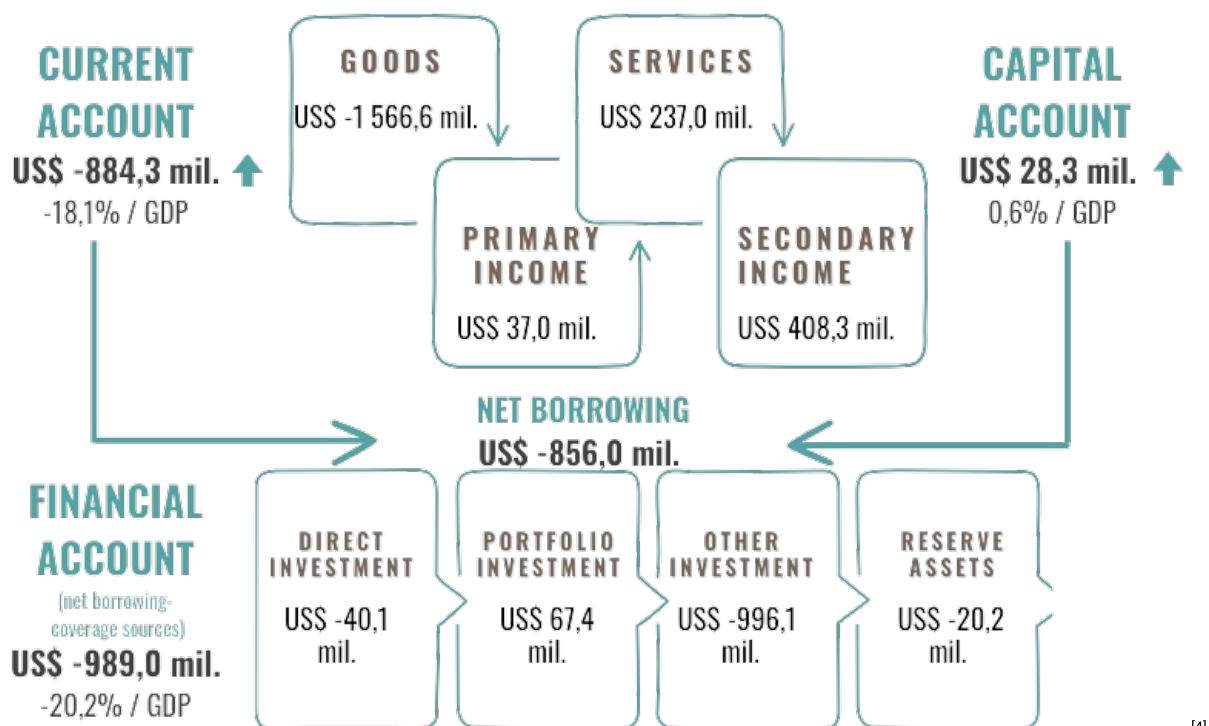 CURRENT
ACCOUNT
US$ -884,3 mil.
-18,1% / GDP
GOODS
US$ -1 566,6 mil.
SERVICES
US$ 237,0 mil.
CAPITAL
ACCOUNT
US$ 28,3 mil.
0,6% / GDP
PRIMARY
INCOME
US$ 37,0 mil.
SECONDARY
INCOME
US$ 408,3 mil.
NET BORROWING
US$ -856,0 mil.
FINANCIAL
ACCOUNT
(net borrowing-
coverage sources)
US$ -989,0 mil.
-20,2% / GDP
DIRECT
INVESTMENT
US$ -40,1
mil.
PORTFOLIO
INVESTMENT
US$ 67,4
mil.
OTHER
INVESTMENT
US$ -996,1
mil.
RESERVE
ASSETS
US$ -20,2
mil.